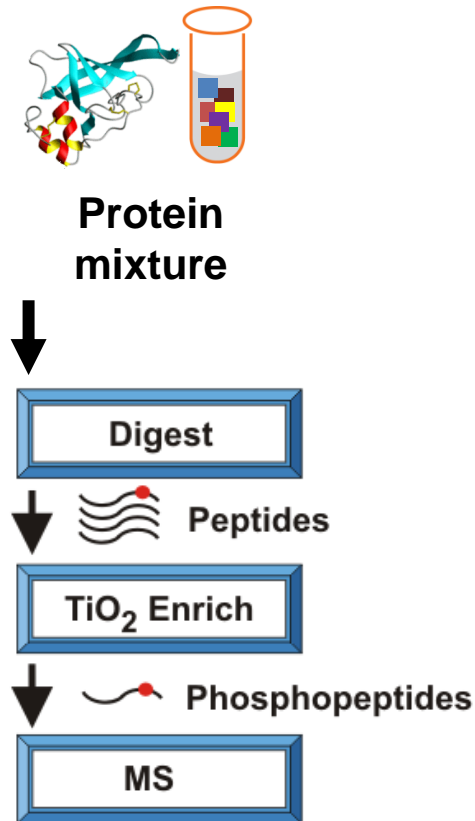 Protein
mixture
Digest
Peptides
TiO₂ Enrich
Phosphopeptides
MS